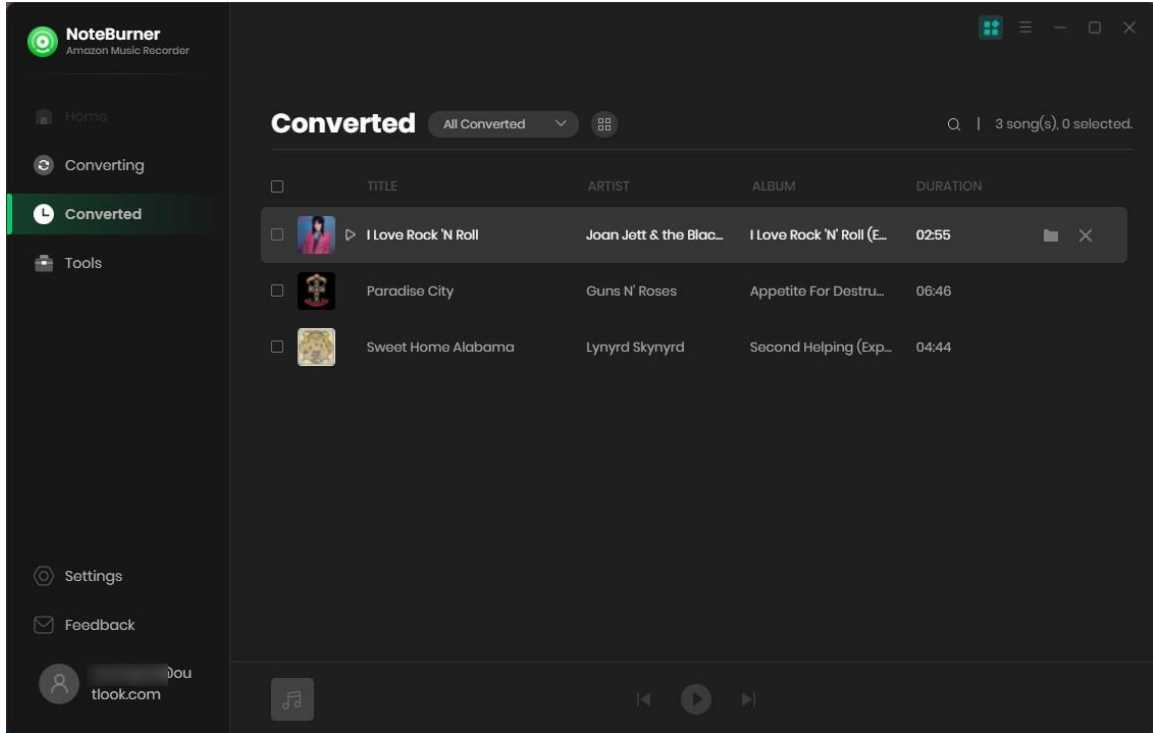 NoteBurner
Amazon Music Recorder
Home
Converting
Converted
Tools
Settings
Feedback
ou
tlook.com
Converted All Converted 3 song(s), 0 selected.
TITLE ARTIST ALBUM DURATION
I Love Rock 'N Roll Joan Jett & the Blac... I Love Rock 'N' Roll (E... 02:55
Paradise City Guns N' Roses Appetite For Destru... 06:46
Sweet Home Alabama Lynyrd Skynyrd Second Helping (Exp... 04:44